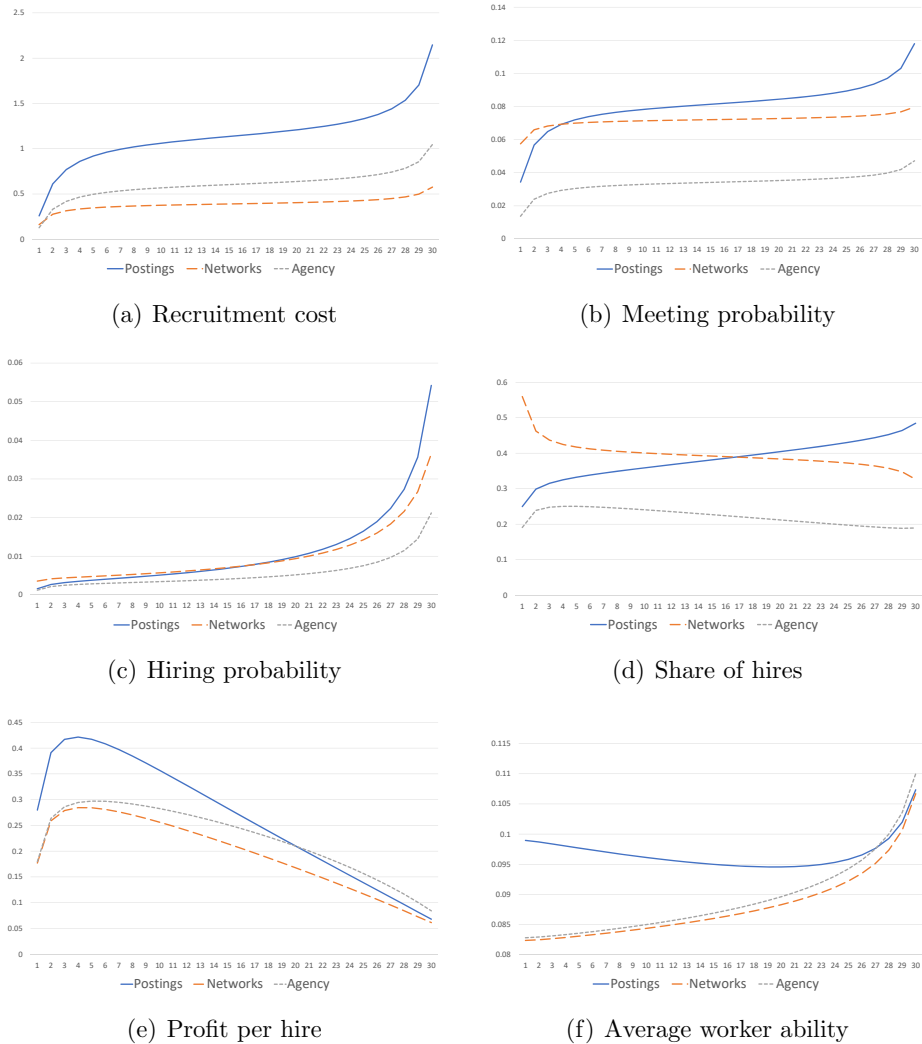 2.5
2
1.5
1
0.5
0
1 2 3 4 5 6 7 8 9 10 11 12 13 14 15 16 17 18 19 20 21 22 23 24 25 26 27 28 29 30
Postings Networks Agency
(a) Recruitment cost
0.14
0.12
0.1
0.08
0.06
0.04
0.02
0
1 2 3 4 5 6 7 8 9 10 11 12 13 14 15 16 17 18 19 20 21 22 23 24 25 26 27 28 29 30
Postings Networks Agency
(b) Meeting probability
0.06
0.05
0.04
0.03
0.02
0.01
0
1 2 3 4 5 6 7 8 9 10 11 12 13 14 15 16 17 18 19 20 21 22 23 24 25 26 27 28 29 30
Postings Networks Agency
(c) Hiring probability
0.6
0.5
0.4
0.3
0.2
0.1
0
1 2 3 4 5 6 7 8 9 10 11 12 13 14 15 16 17 18 19 20 21 22 23 24 25 26 27 28 29 30
Postings Networks Agency
(d) Share of hires
0.45
0.4
0.35
0.3
0.25
0.2
0.15
0.1
0.05
0
1 2 3 4 5 6 7 8 9 10 11 12 13 14 15 16 17 18 19 20 21 22 23 24 25 26 27 28 29 30
Postings Networks Agency
(e) Profit per hire
0.115
0.11
0.105
0.1
0.095
0.09
0.085
0.08
1 2 3 4 5 6 7 8 9 10 11 12 13 14 15 16 17 18 19 20 21 22 23 24 25 26 27 28 29 30
Postings Networks Agency
(f) Average worker ability